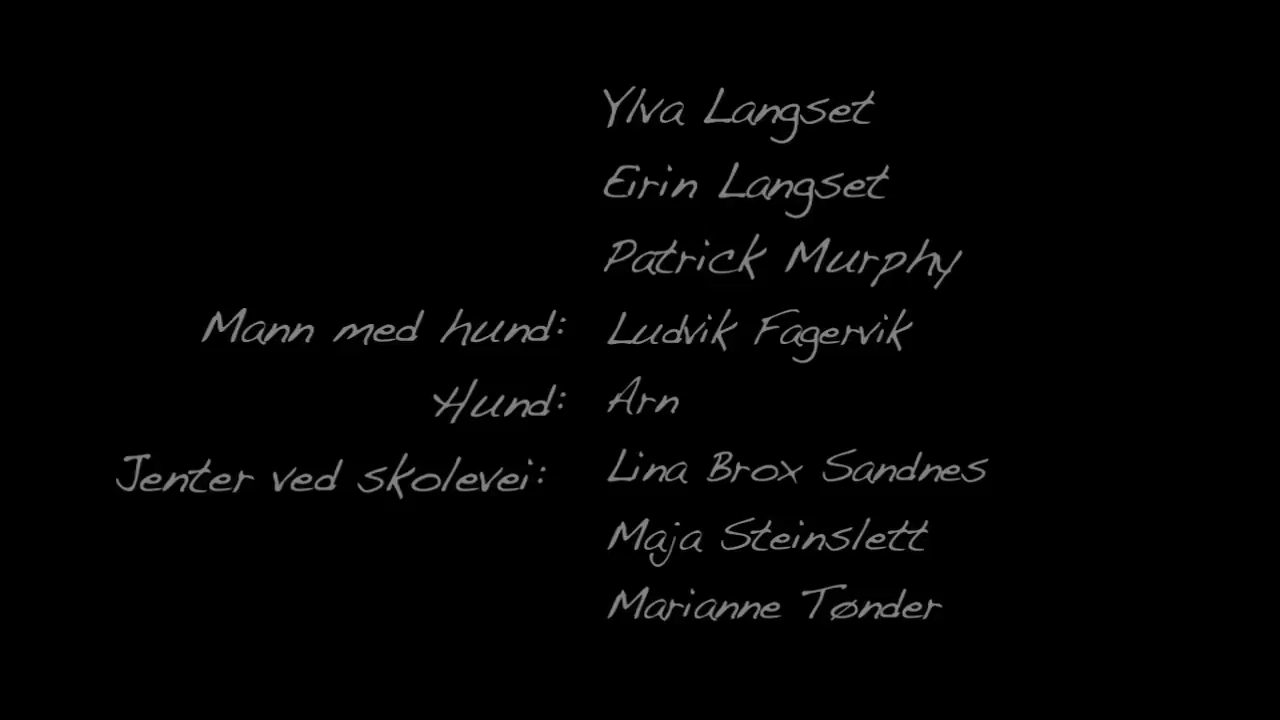 Ylva Langset
Eirin Langset
Patrick Murphy
Mann med hund: Ludvik Fagervik
Hund: Arn
Jenter ved skolevei: Lina Brox Sandnes
Maja Steinslett
Marianne Tønder